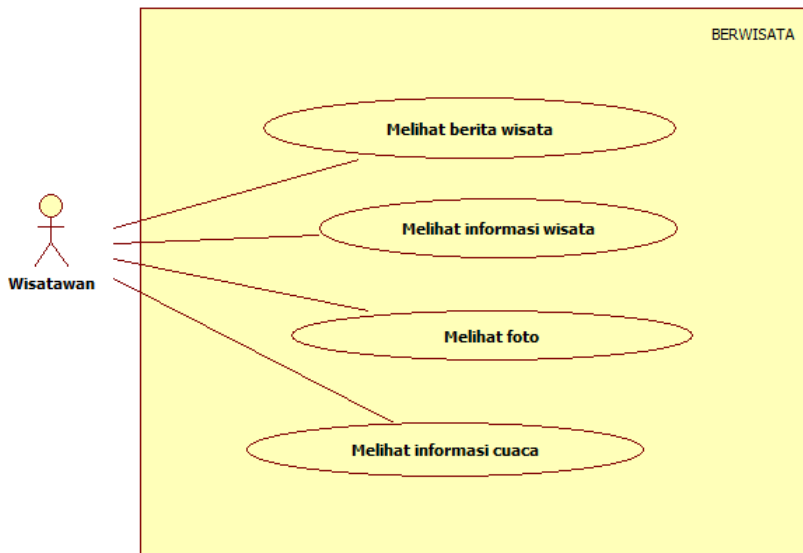 BERWISATA
Melihat berita wisata
Melihat informasi wisata
Wisatawan
Melihat foto
Melihat informasi cuaca